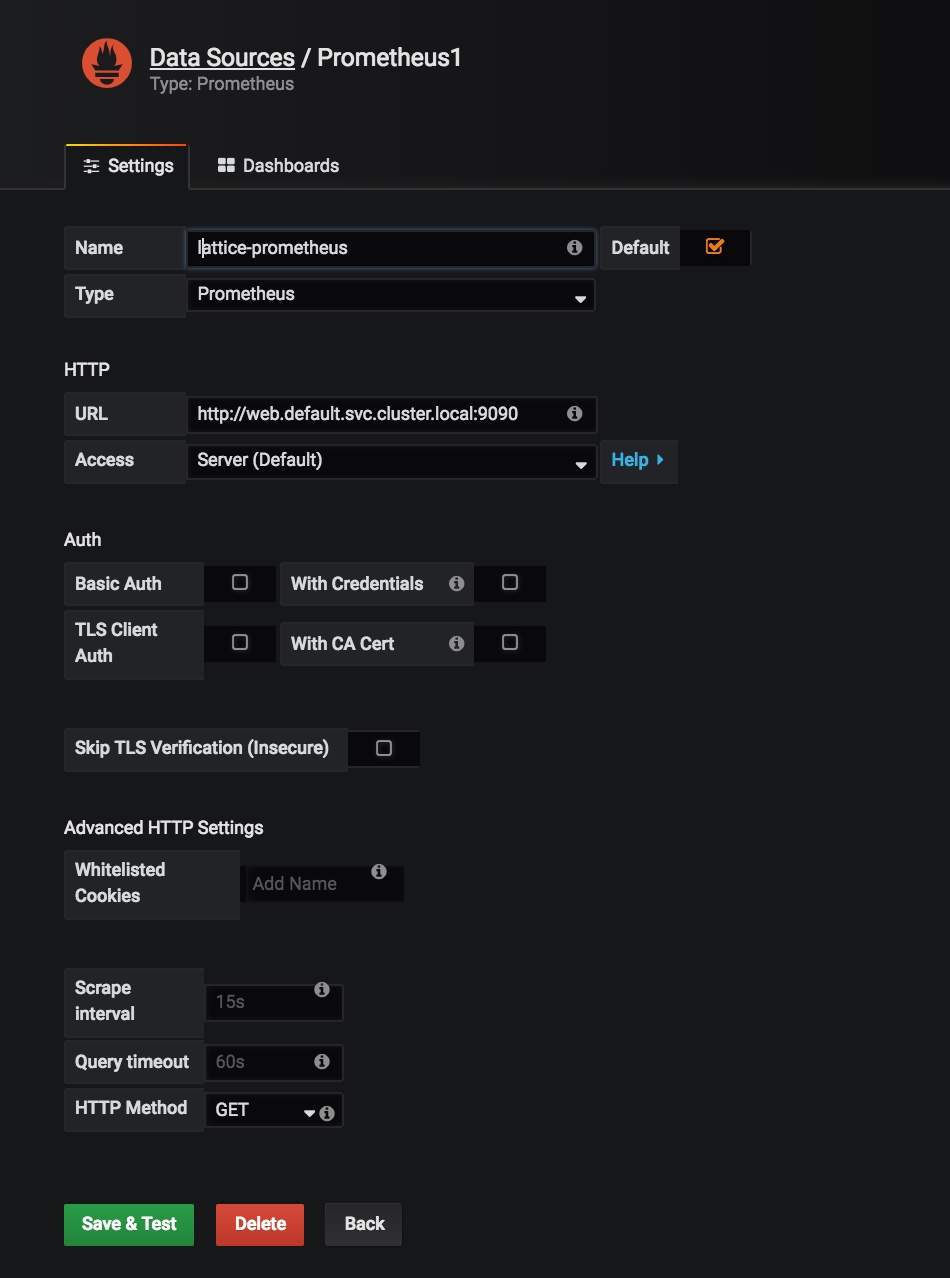 Data Sources / Prometheus1
Type: Prometheus
Settings Dashboards
Name lattice-prometheus Default
Type Prometheus
HTTP
URL http://web.default.svc.cluster.local:9090
Access Server (Default) Help
Auth
Basic Auth With Credentials
TLS Client
Auth
With CA Cert
Skip TLS Verification (Insecure)
Advanced HTTP Settings
Whitelisted
Cookies
Add Name
Scrape
interval
15s
Query timeout 60s
HTTP Method GET
Save & Test Delete Back